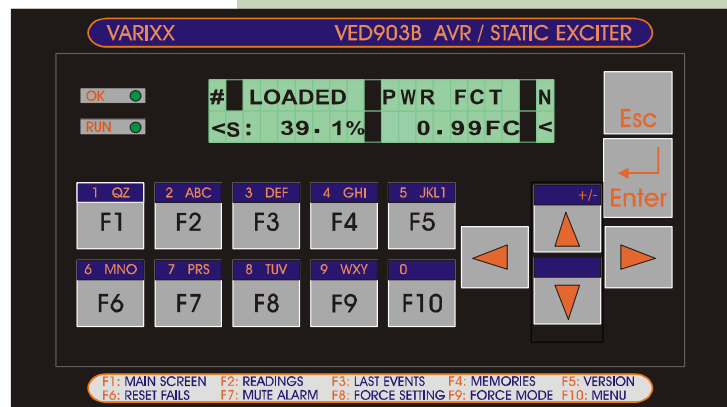 VARIXX VED903B AVR / STATIC EXCITER
OK
RUN
# LOADED PWR FCT N
<S: 39.1% 0.99FC <
Esc
Enter
1 QZ 2 ABC 3 DEF 4 GHI 5 JKL1 +/-
F1 F2 F3 F4 F5
6 MNO 7 PRS 8 TUV 9 WXY 0
F6 F7 F8 F9 F10
F1: MAIN SCREEN F2: READINGS F3: LAST EVENTS F4: MEMORIES F5: VERSION
F6: RESET FAILS F7: MUTE ALARM F8: FORCE SETTING F9: FORCE MODE F10: MENU